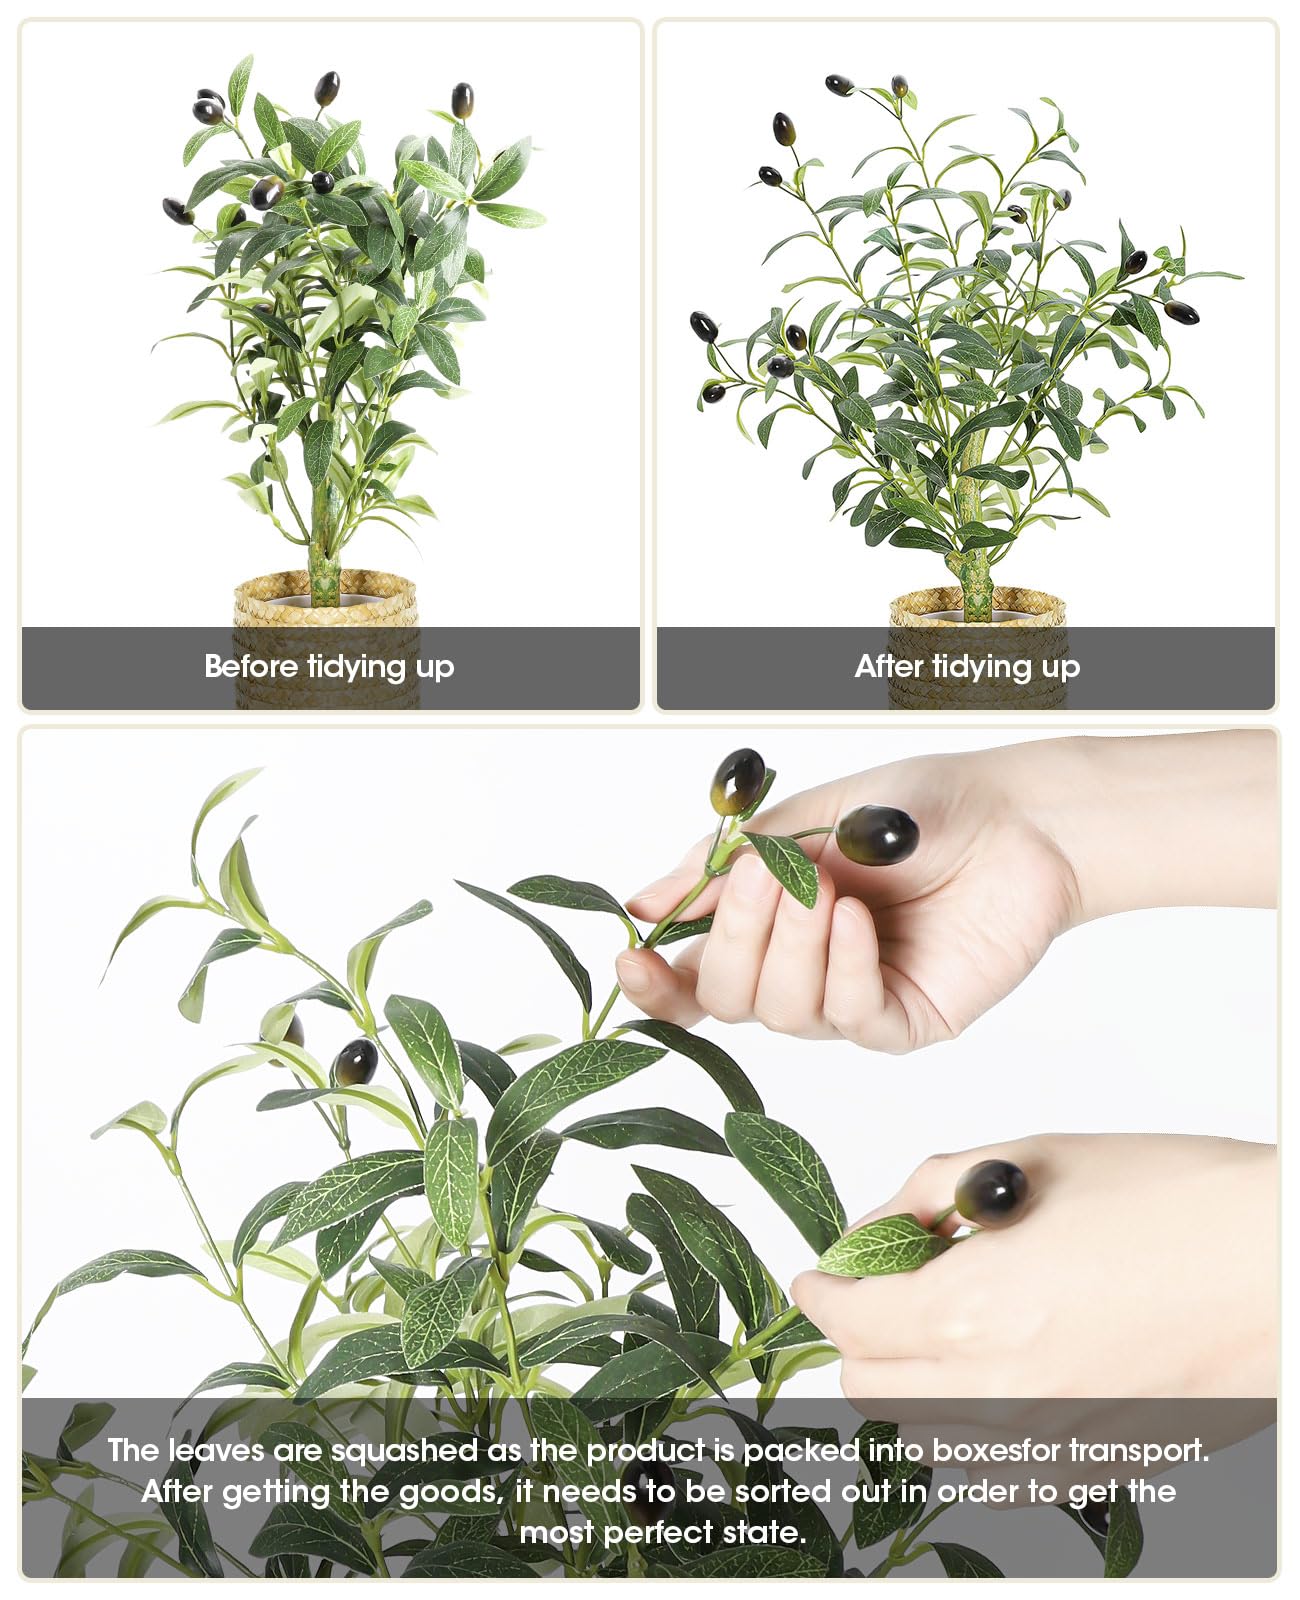 Before tidying up
After tidying up
The leaves are squashed as the product is packed into boxesfor transport.
After getting the goods, it needs to be sorted out in order to get the
most perfect state.